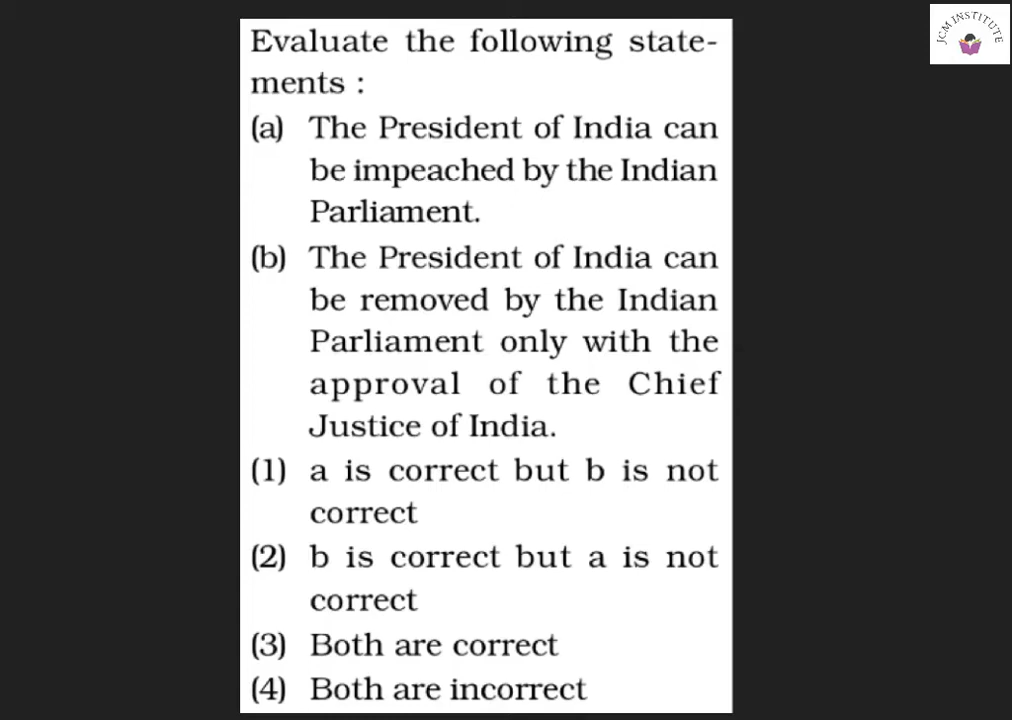 JCM INSTITUTE
Evaluate the following state-
ments :
(a) The President of India can
be impeached by the Indian
Parliament.
(b) The President of India can
be removed by the Indian
Parliament only with the
approval of the Chief
Justice of India.
(1) a is correct but b is not
correct
(2) b is correct but a is not
correct
(3) Both are correct
(4) Both are incorrect